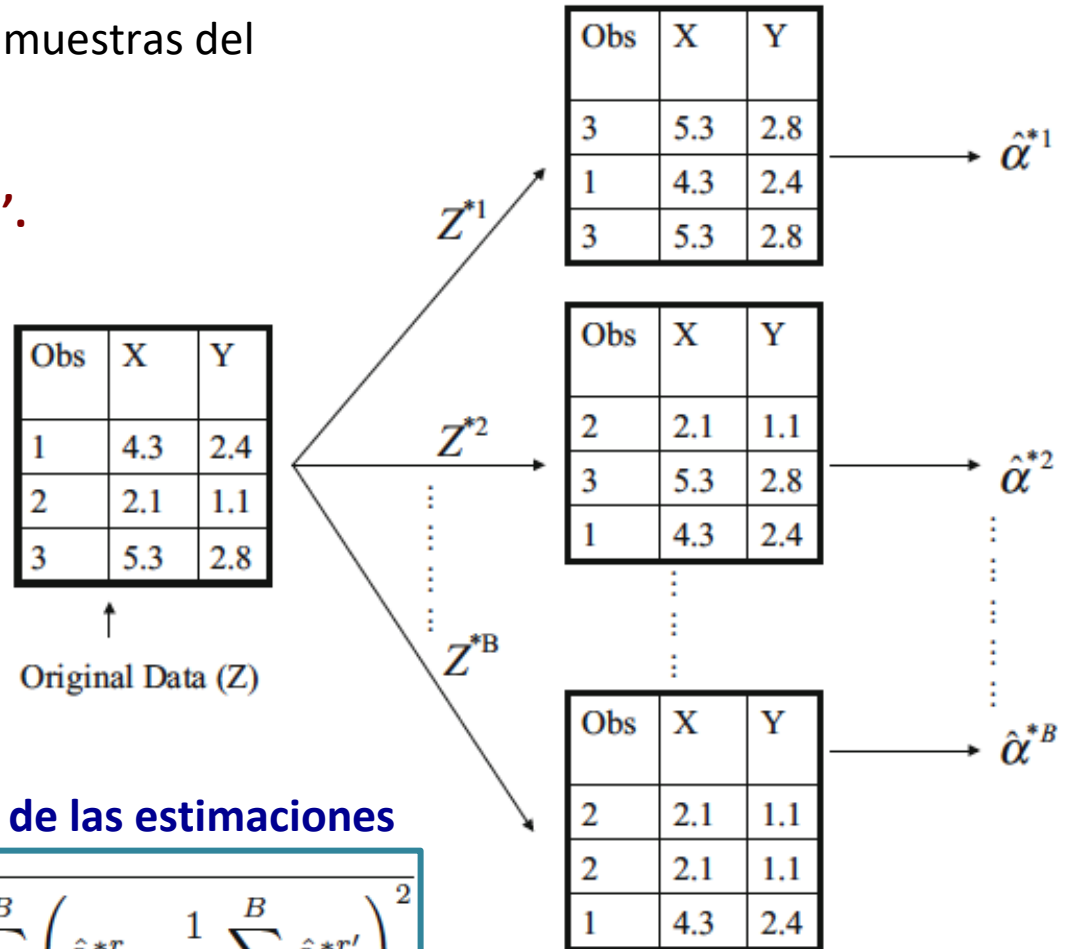 muestras del
”.
Obs X Y
1 4.3 2.4
2 2.1 1.1
3 5.3 2.8
Original Data (Z)
Z*1
Z*2
Z*B
Obs X Y
3 5.3 2.8
1 4.3 2.4
3 5.3 2.8
α̂*1
Obs X Y
2 2.1 1.1
3 5.3 2.8
1 4.3 2.4
α̂*2
Obs X Y
2 2.1 1.1
2 2.1 1.1
1 4.3 2.4
α̂*B
de las estimaciones